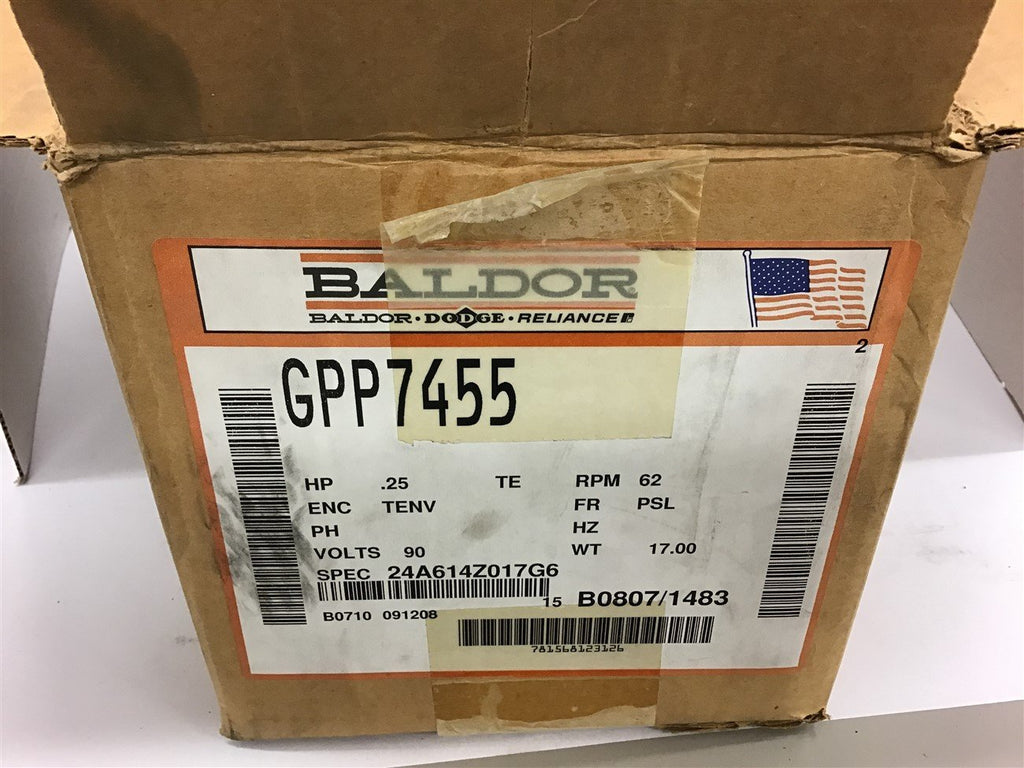 BALDOR
BALDOR · DODGE · RELIANCE
2
GPP7455
HP .25 TE RPM 62
ENC TENV FR PSL
PH HZ
VOLTS 90 WT 17.00
SPEC 24A614Z017G6
15 B0807/1483
B0710 091208
781568123126